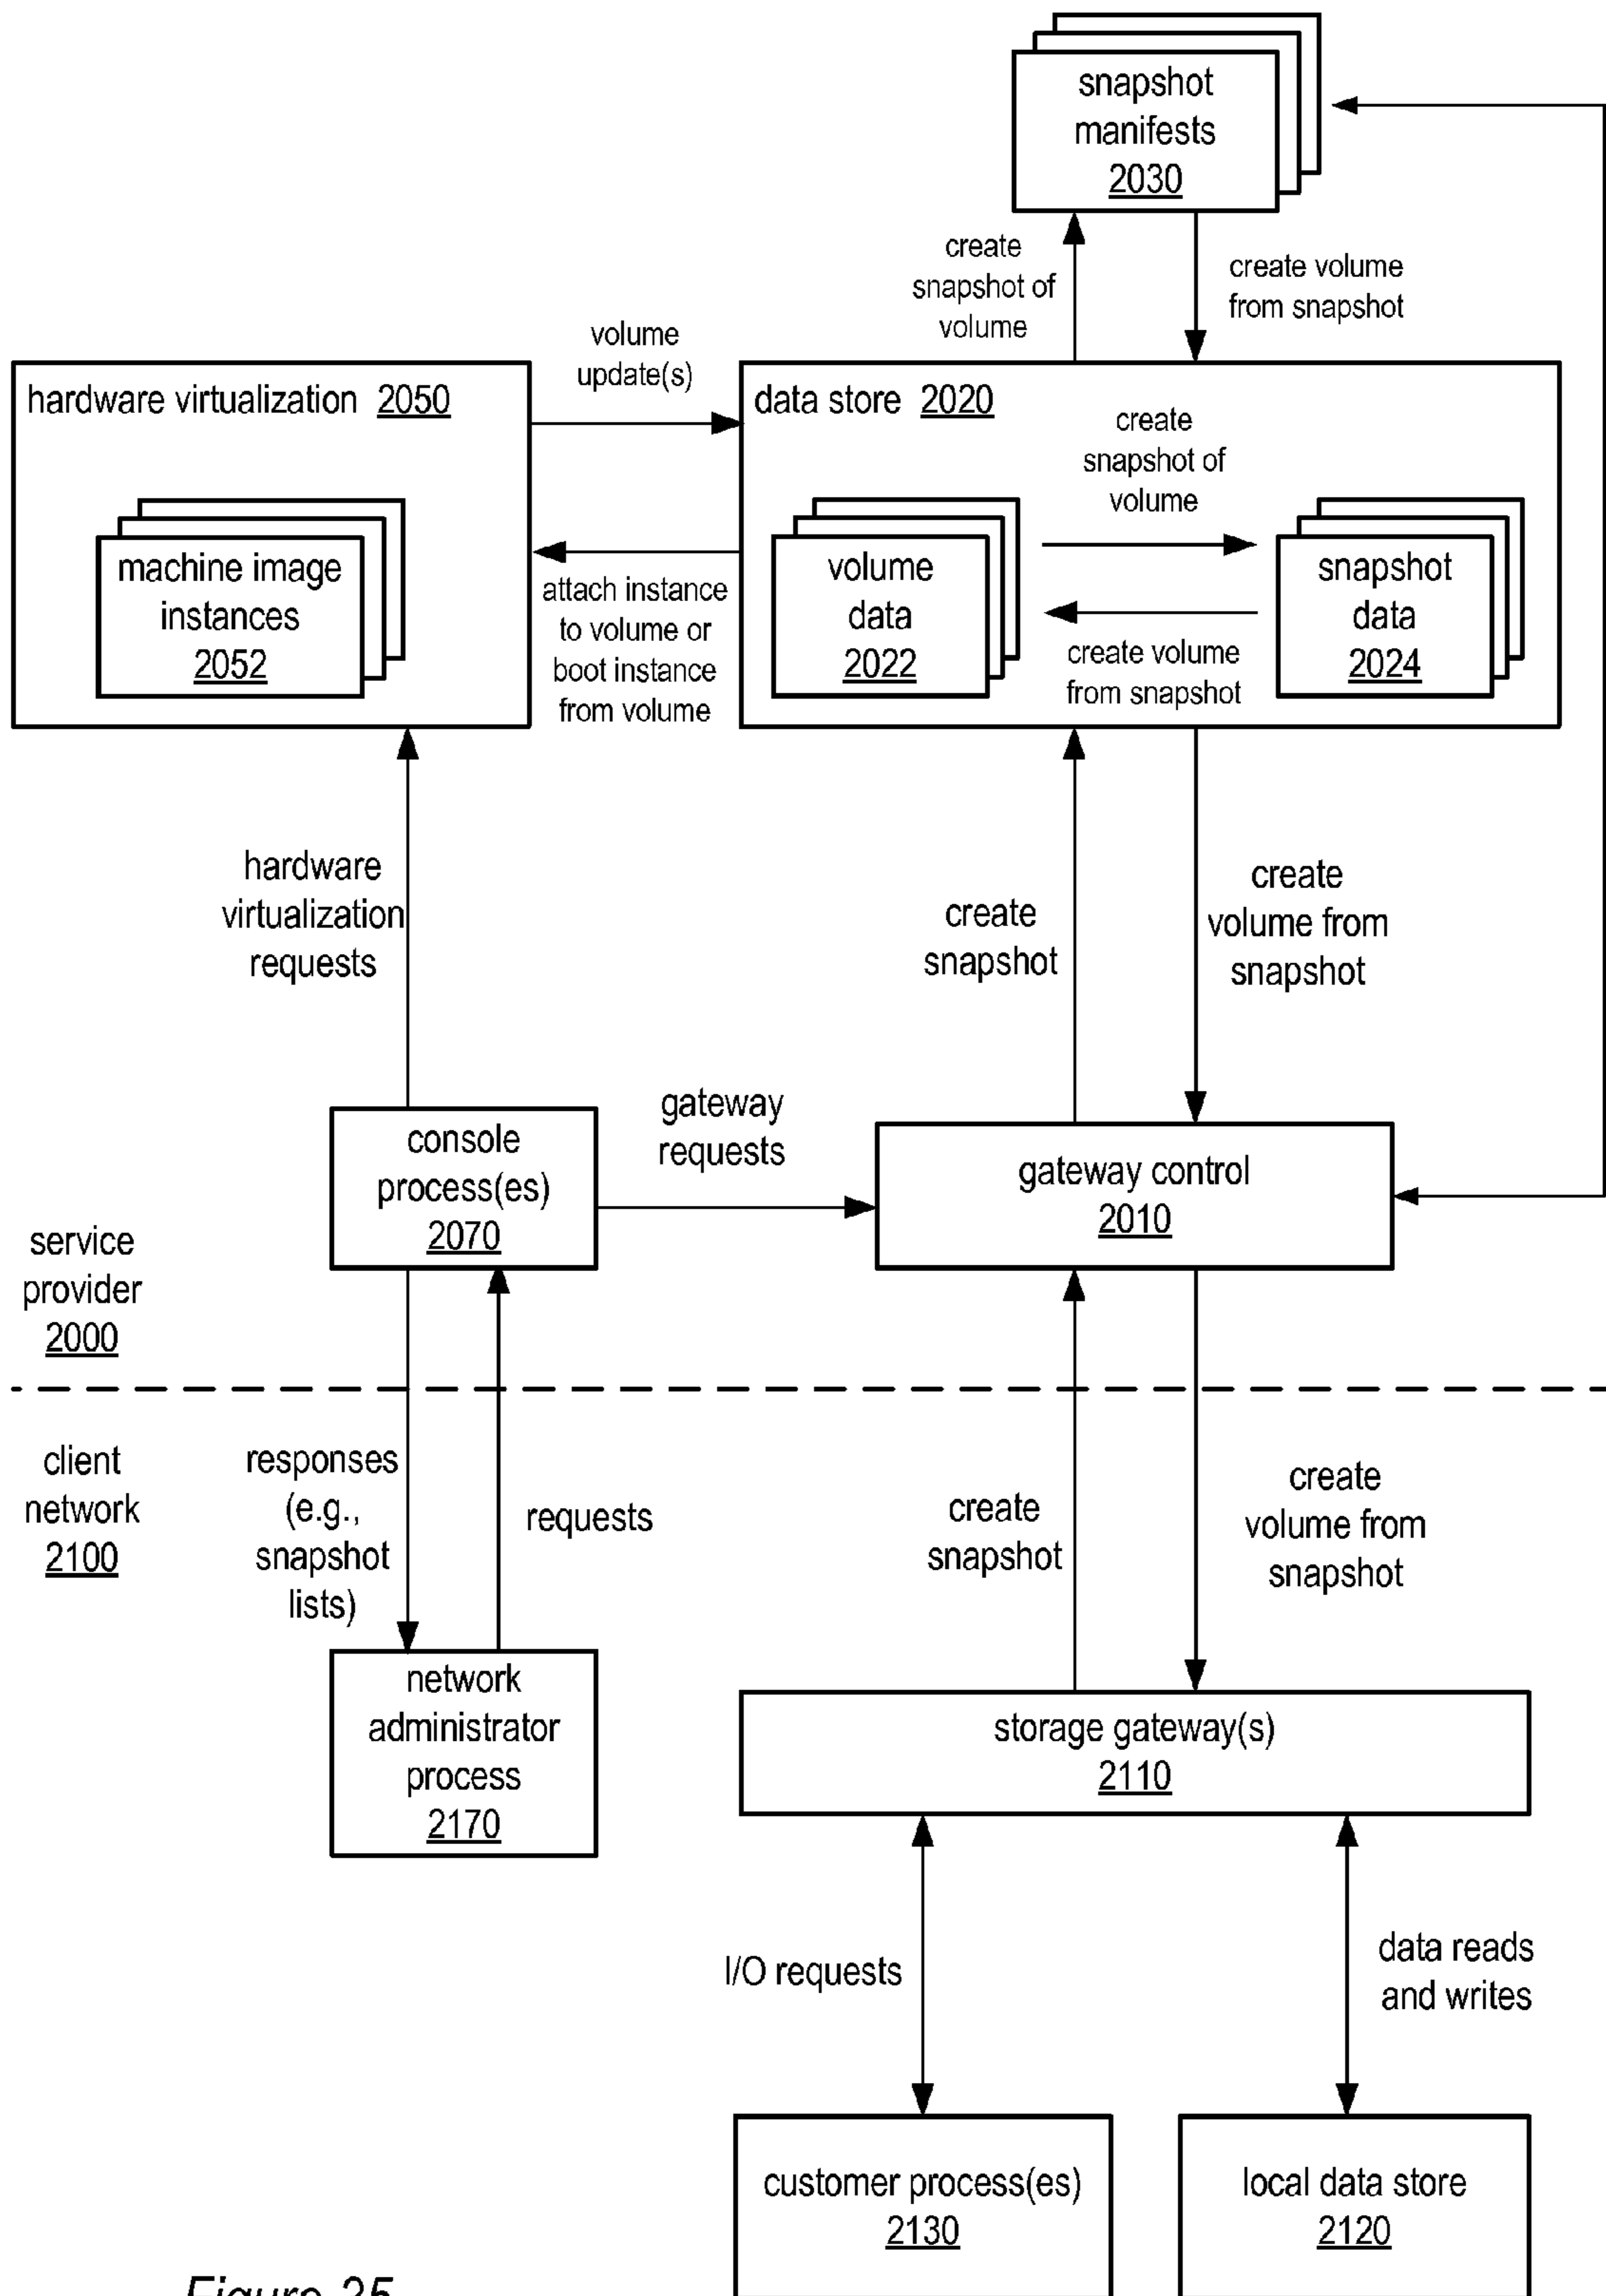 snapshot
manifests
2030
create
snapshot of
volume
create volume
from snapshot
volume
update(s)
hardware virtualization 2050
machine image
instances
2052
attach instance
to volume or
boot instance
from volume
data store 2020
create
snapshot of
volume
volume
data
2022
create volume
from snapshot
snapshot
data
2024
hardware
virtualization
requests
create
snapshot
create
volume from
snapshot
console
process(es)
2070
gateway
requests
gateway control
2010
service
provider
2000
client
network
2100
responses
(e.g.,
snapshot
lists)
requests
create
snapshot
create
volume from
snapshot
network
administrator
process
2170
storage gateway(s)
2110
I/O requests
data reads
and writes
customer process(es)
2130
local data store
2120
Figure 25